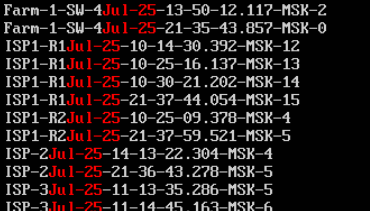 Farm-1-SW-4Jul-25-13-50-12.117-MSK-2
Farm-1-SW-4Jul-25-21-35-43.857-MSK-0
ISP1-R1Jul-25-10-14-30.392-MSK-12
ISP1-R1Jul-25-10-25-16.137-MSK-13
ISP1-R1Jul-25-10-30-21.202-MSK-14
ISP1-R1Jul-25-21-37-44.054-MSK-15
ISP1-R2Jul-25-10-25-09.378-MSK-4
ISP1-R2Jul-25-21-37-59.521-MSK-5
ISP-2Jul-25-14-13-22.304-MSK-4
ISP-2Jul-25-21-36-43.278-MSK-5
ISP-3Jul-25-11-13-35.286-MSK-5
ISP-3Jul-25-11-14-45.163-MSK-6